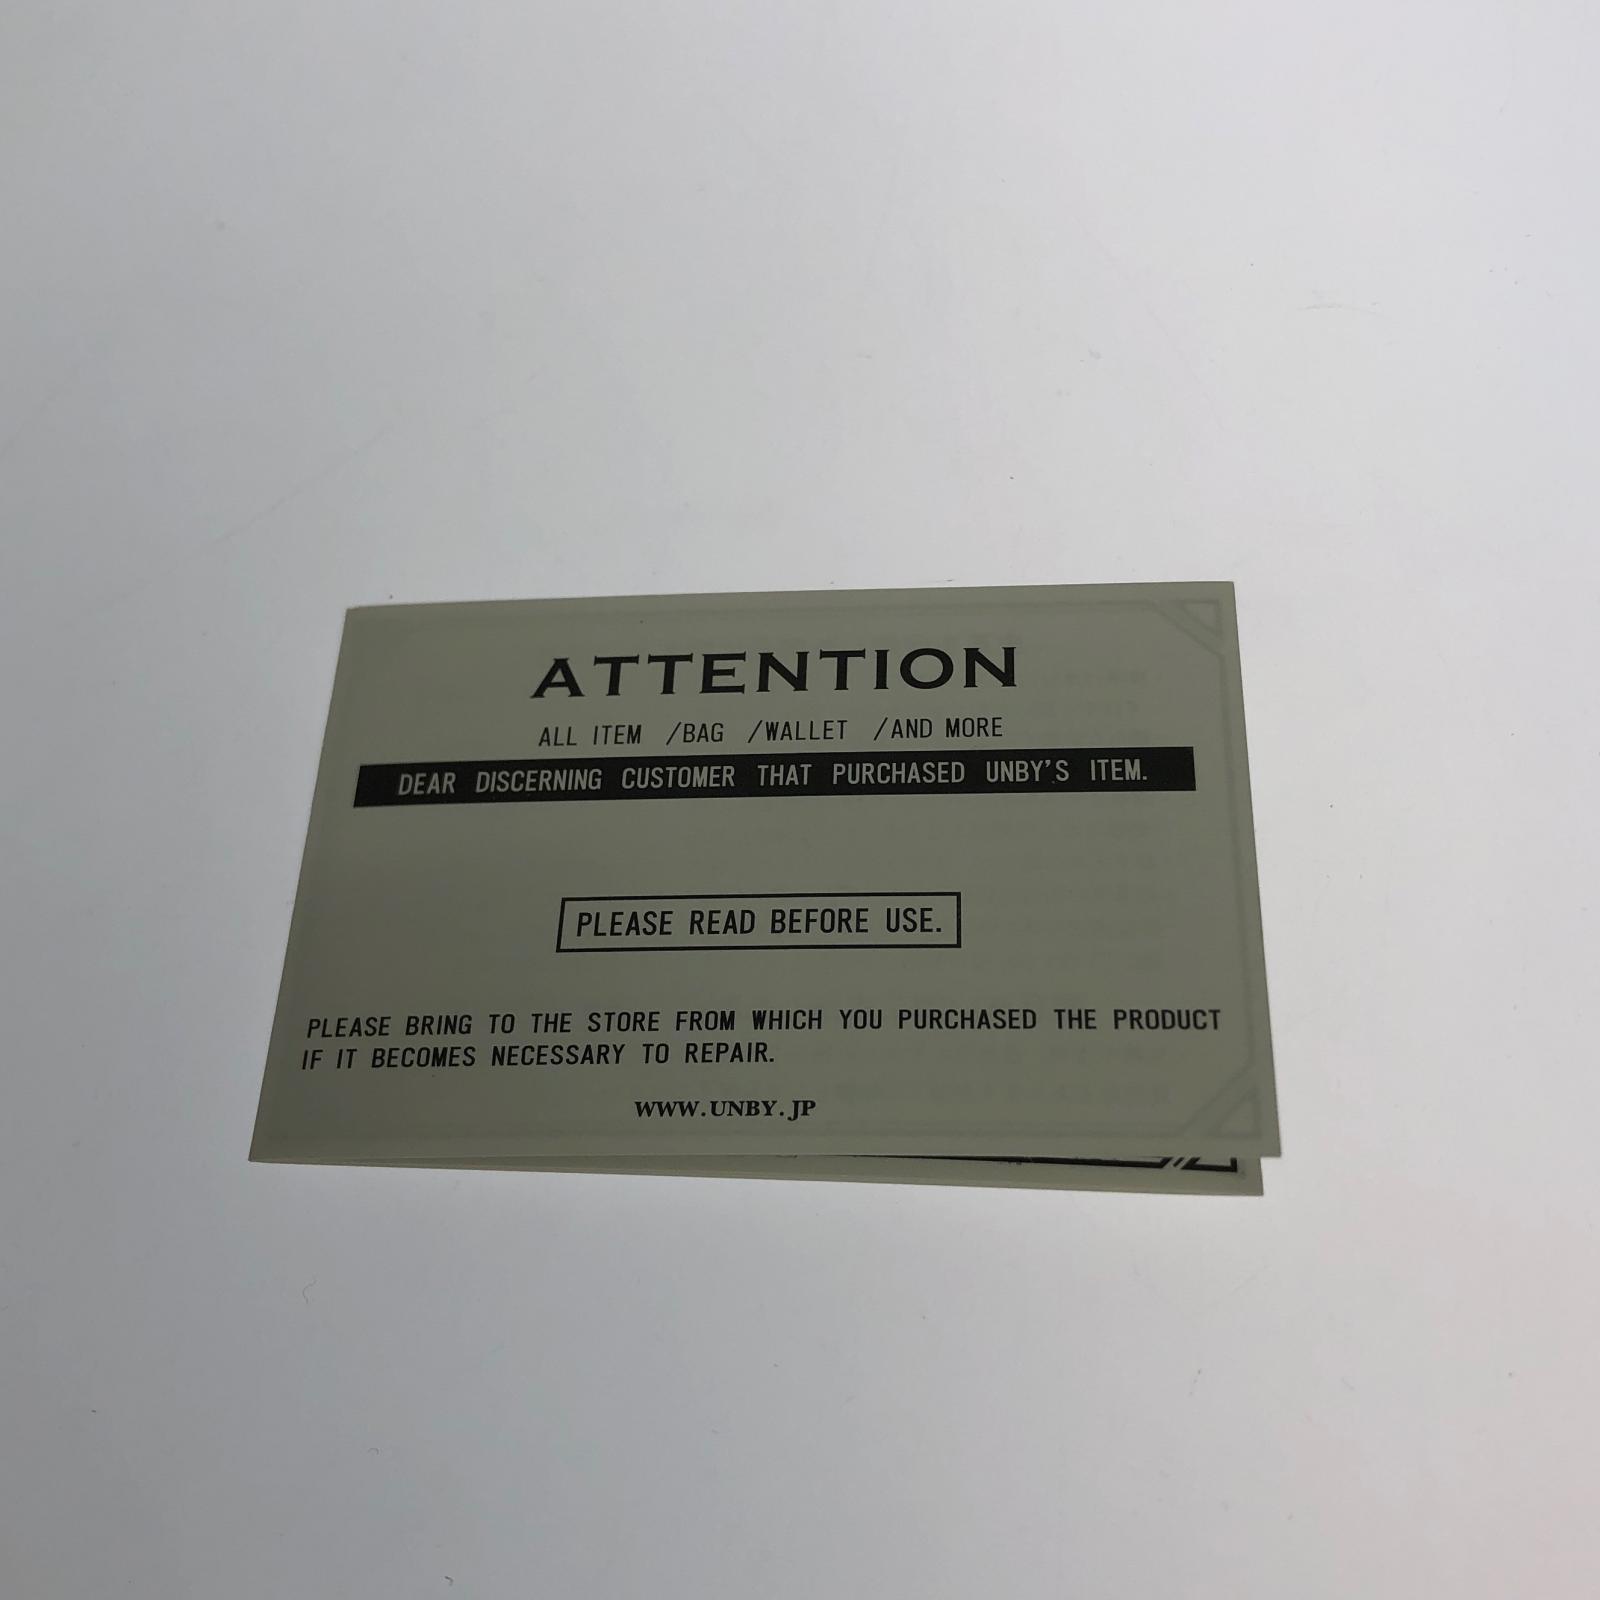 ATTENTION
ALL ITEM /BAG /WALLET /AND MORE
DEAR DISCERNING CUSTOMER THAT PURCHASED UNBY'S ITEM.
PLEASE READ BEFORE USE.
PLEASE BRING TO THE STORE FROM WHICH YOU PURCHASED THE PRODUCT
IF IT BECOMES NECESSARY TO REPAIR.
WWW.UNBY.JP